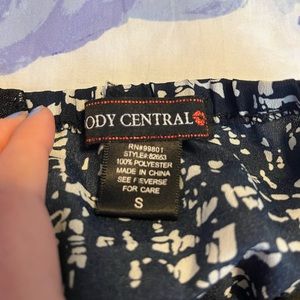 ODY CENTRAL
RN#99801
STYLE#:82653
100% POLYESTER
MADE IN CHINA
SEE REVERSE
FOR CARE
S